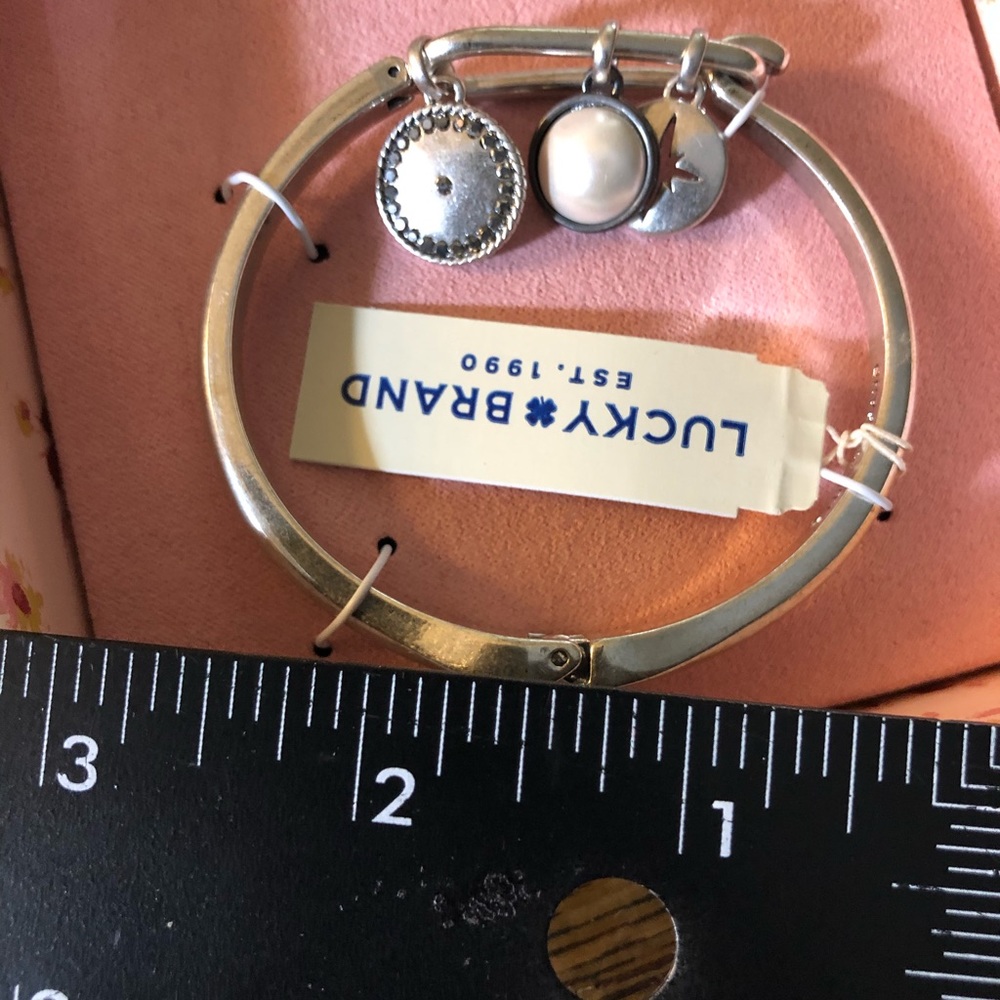 LUCKY BRAND
EST. 1990
3 2 1